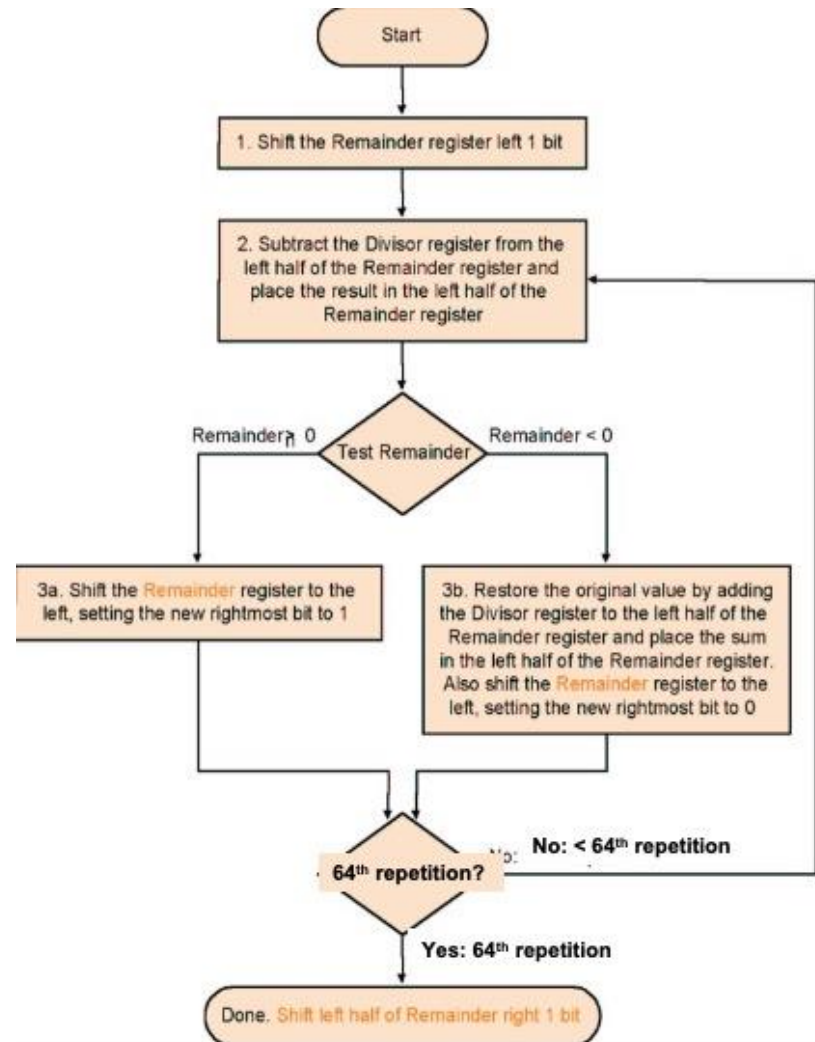 Start
1. Shift the Remainder register left 1 bit
2. Subtract the Divisor register from the
left half of the Remainder register and
place the result in the left half of the
Remainder register
Remainder ≥ 0
Test Remainder
Remainder < 0
3a. Shift the Remainder register to the
left, setting the new rightmost bit to 1
3b. Restore the original value by adding
the Divisor register to the left half of the
Remainder register and place the sum
in the left half of the Remainder register.
Also shift the Remainder register to the
left, setting the new rightmost bit to 0
64th repetition?
No:
No: < 64th repetition
Yes: 64th repetition
Done. Shift left half of Remainder right 1 bit